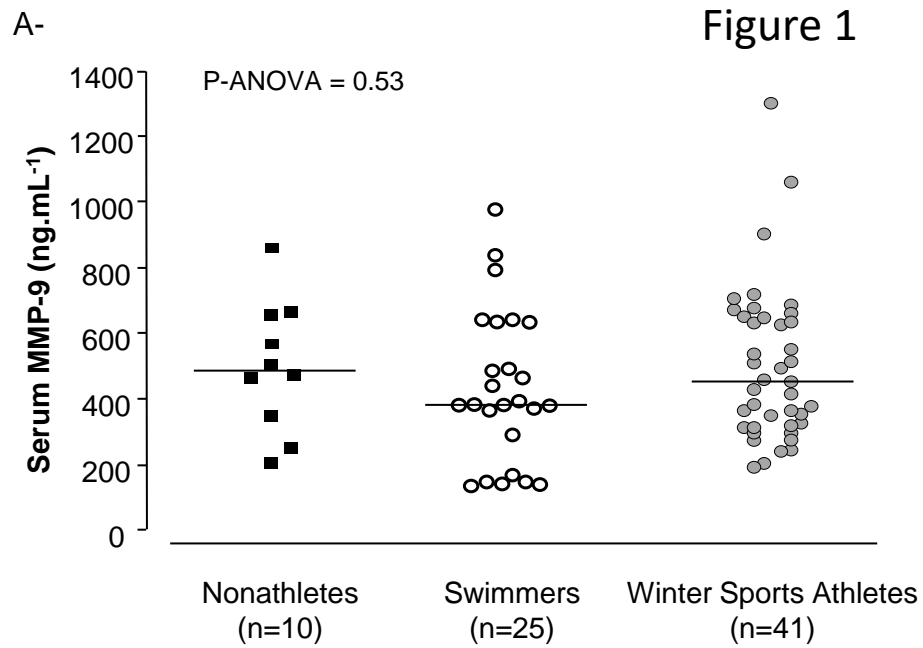 A-
Figure 1
P-ANOVA = 0.53
Serum MMP-9 (ng.mL⁻¹)
1400
1200
1000
800
600
400
200
0
Nonathletes
(n=10)
Swimmers
(n=25)
Winter Sports Athletes
(n=41)